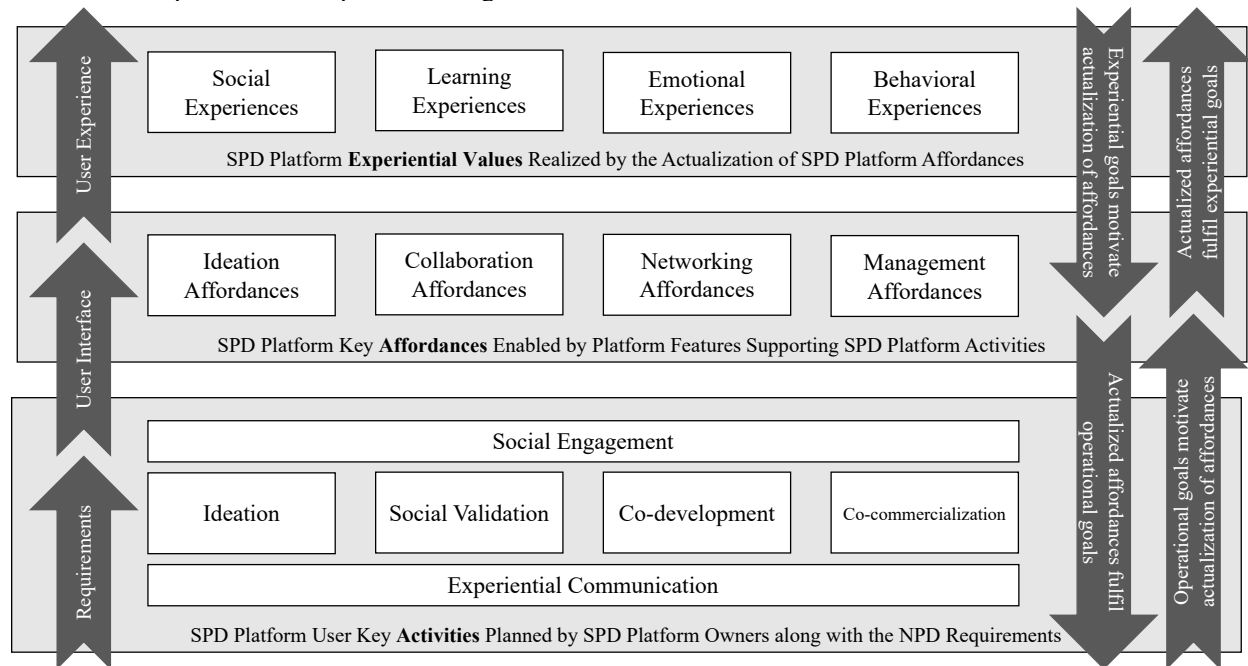 User Experience
Social
Experiences
Learning
Experiences
Emotional
Experiences
Behavioral
Experiences
SPD Platform Experiential Values Realized by the Actualization of SPD Platform Affordances
Experiential goals motivate
actualization of affordances
Actualized affordances
fulfil experiential goals
User Interface
Ideation
Affordances
Collaboration
Affordances
Networking
Affordances
Management
Affordances
SPD Platform Key Affordances Enabled by Platform Features Supporting SPD Platform Activities
Requirements
Social Engagement
Ideation
Social Validation
Co-development
Co-commercialization
Experiential Communication
SPD Platform User Key Activities Planned by SPD Platform Owners along with the NPD Requirements
Actualized affordances fulfil
operational goals
Operational goals motivate
actualization of affordances